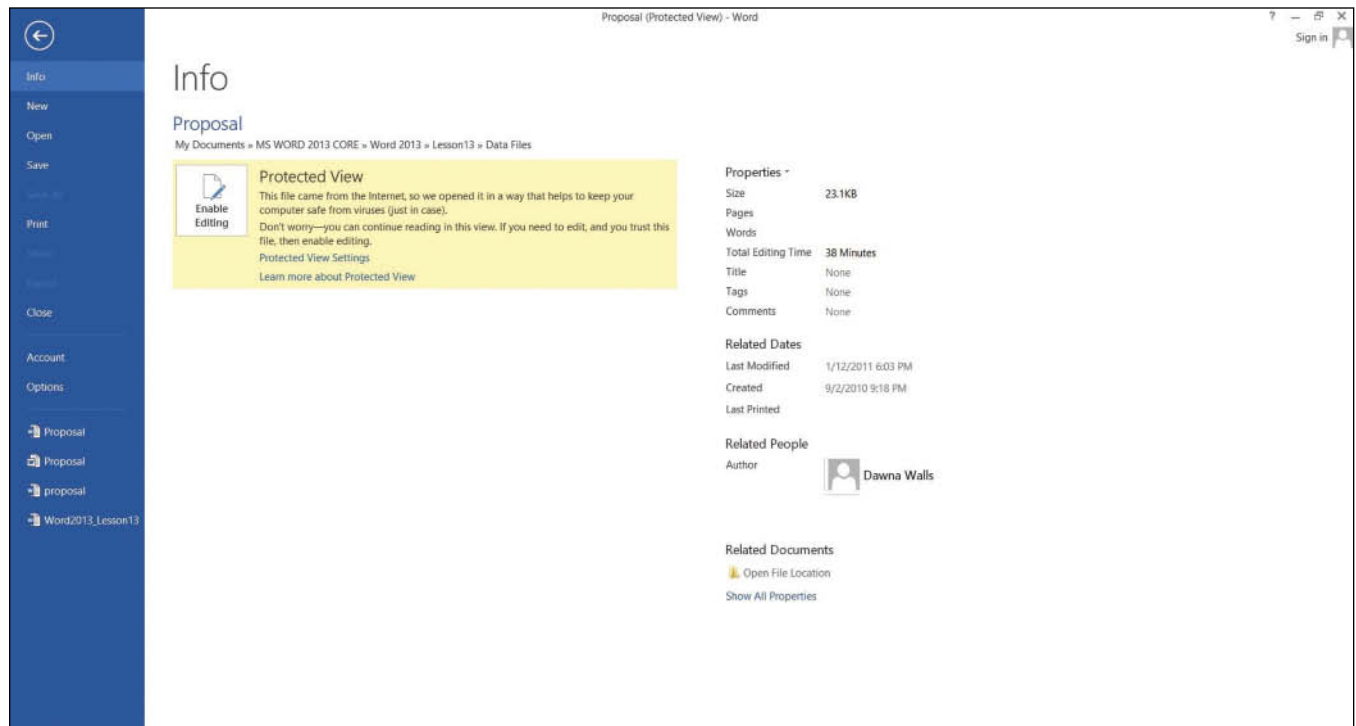 Proposal (Protected View) - Word
?
Sign in
Info
New
Open
Save
Save As
Print
Share
Export
Close
Account
Options
Proposal
Proposal
proposal
Word2013_Lesson13
Info
Proposal
My Documents » MS WORD 2013 CORE » Word 2013 » Lesson13 » Data Files
Enable
Editing
Protected View
This file came from the Internet, so we opened it in a way that helps to keep your
computer safe from viruses (just in case).
Don't worry—you can continue reading in this view. If you need to edit, and you trust this
file, then enable editing.
Protected View Settings
Learn more about Protected View
Properties
Size 23.1KB
Pages
Words
Total Editing Time 38 Minutes
Title None
Tags None
Comments None
Related Dates
Last Modified 1/12/2011 6:03 PM
Created 9/2/2010 9:18 PM
Last Printed
Related People
Author Dawna Walls
Related Documents
Open File Location
Show All Properties